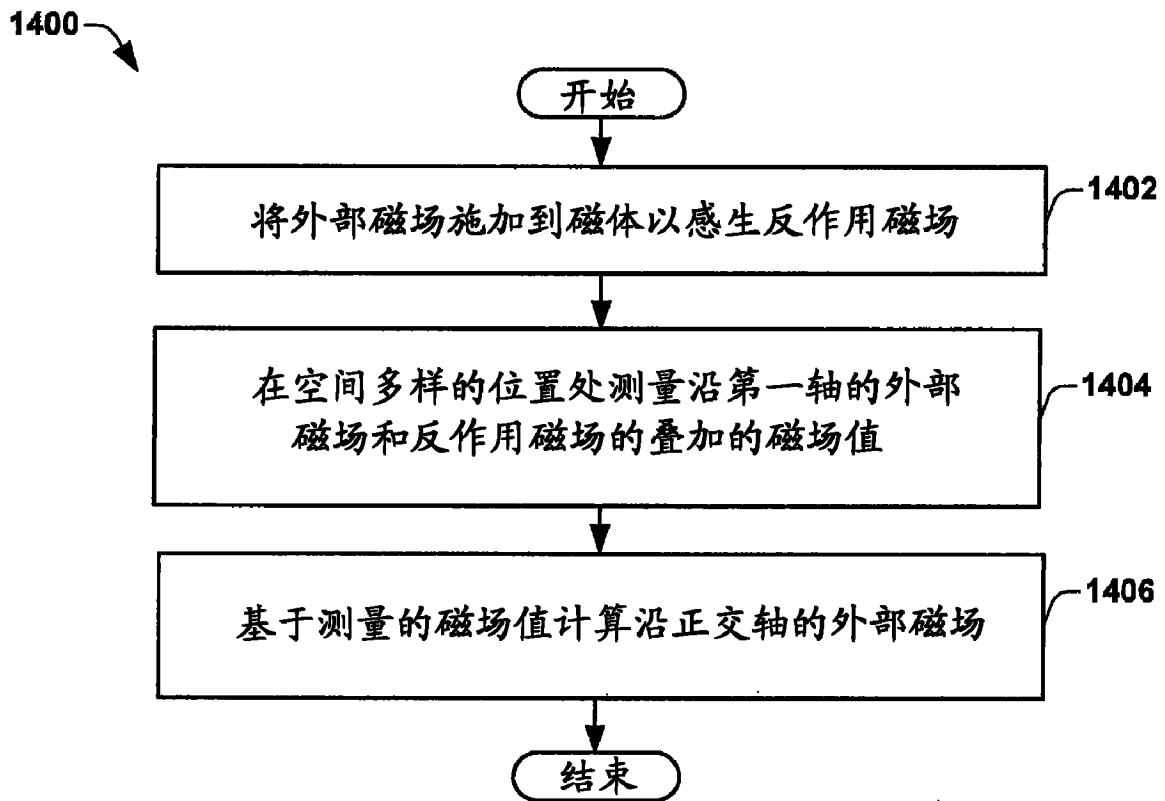 1400
开始
将外部磁场施加到磁体以感生反作用磁场
1402
在空间多样的位置处测量沿第一轴的外部
磁场和反作用磁场的叠加的磁场值
1404
基于测量的磁场值计算沿正交轴的外部磁场
1406
结束